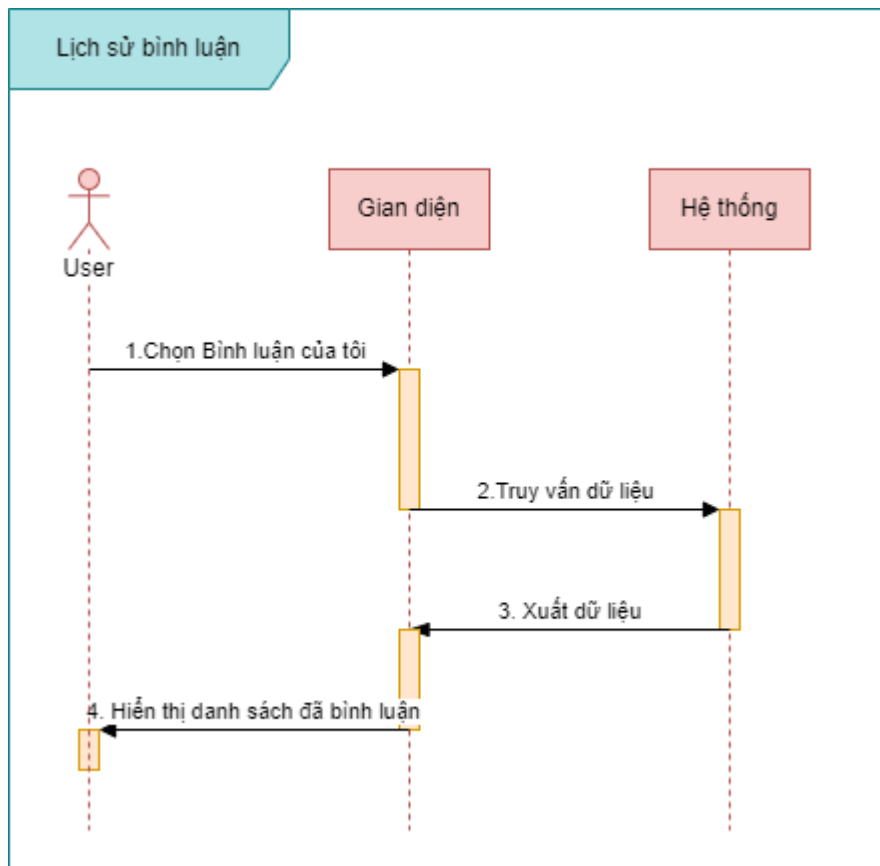 Lịch sử bình luận
User
Gian diện
Hệ thống
1.Chọn Bình luận của tôi
2.Truy vấn dữ liệu
3. Xuất dữ liệu
4. Hiển thị danh sách đã bình luận